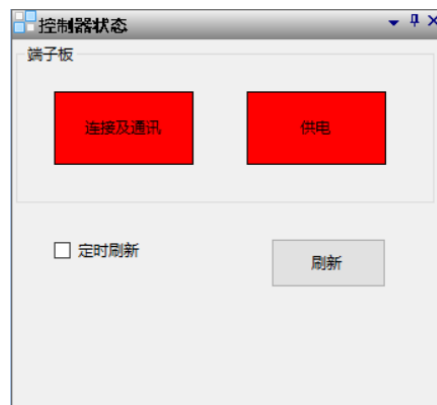 控制器状态
端子板
连接及通讯
供电
定时刷新
刷新